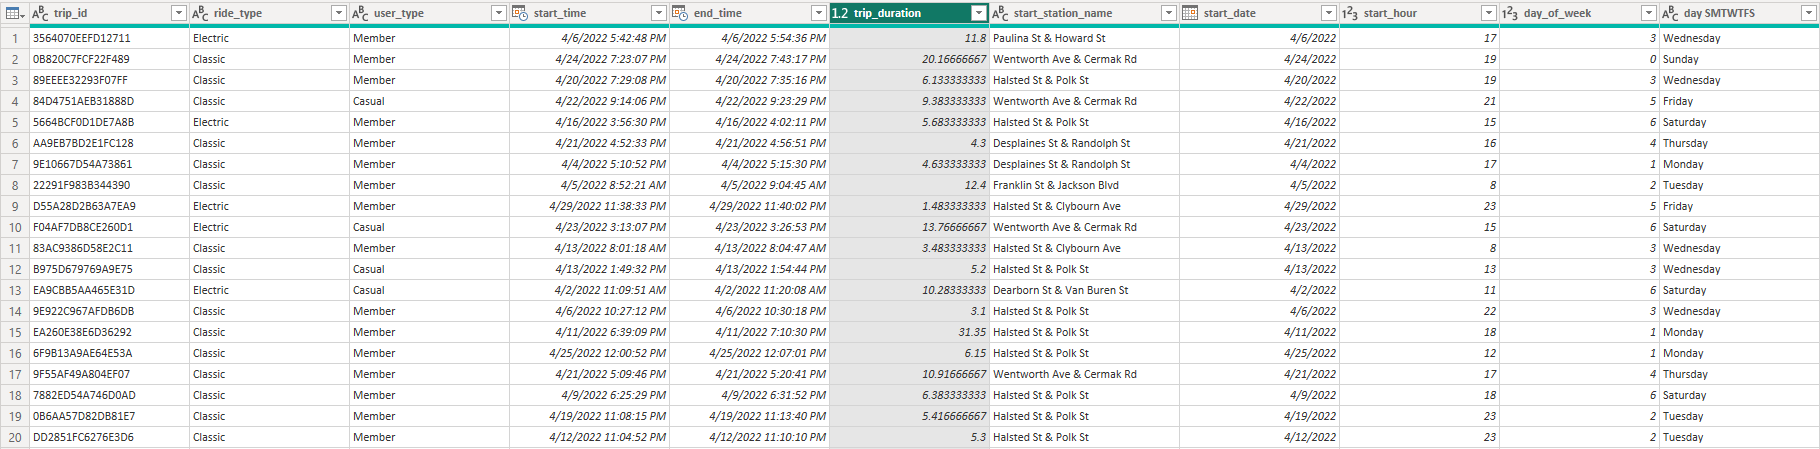 ABC trip_id ABC ride_type ABC user_type start_time end_time 1.2 trip_duration ABC start_station_name start_date 123 start_hour 123 day_of_week ABC day SMTWTFS
1 3564070EEFD12711 Electric Member 4/6/2022 5:42:48 PM 4/6/2022 5:54:36 PM 11.8 Paulina St & Howard St 4/6/2022 17 3 Wednesday
2 0B820C7FCF22F489 Classic Member 4/24/2022 7:23:07 PM 4/24/2022 7:43:17 PM 20.16666667 Wentworth Ave & Cermak Rd 4/24/2022 19 0 Sunday
3 89EEEE32293F07FF Classic Member 4/20/2022 7:29:08 PM 4/20/2022 7:35:16 PM 6.133333333 Halsted St & Polk St 4/20/2022 19 3 Wednesday
4 84D4751AEB31888D Classic Casual 4/22/2022 9:14:06 PM 4/22/2022 9:23:29 PM 9.383333333 Wentworth Ave & Cermak Rd 4/22/2022 21 5 Friday
5 5664BCF0D1DE7A8B Electric Member 4/16/2022 3:56:30 PM 4/16/2022 4:02:11 PM 5.683333333 Halsted St & Polk St 4/16/2022 15 6 Saturday
6 AA9EB7BD2E1FC128 Classic Member 4/21/2022 4:52:33 PM 4/21/2022 4:56:51 PM 4.3 Desplaines St & Randolph St 4/21/2022 16 4 Thursday
7 9E10667D54A73861 Classic Member 4/4/2022 5:10:52 PM 4/4/2022 5:15:30 PM 4.633333333 Desplaines St & Randolph St 4/4/2022 17 1 Monday
8 22291F983B344390 Classic Member 4/5/2022 8:52:21 AM 4/5/2022 9:04:45 AM 12.4 Franklin St & Jackson Blvd 4/5/2022 8 2 Tuesday
9 D55A28D2B63A7EA9 Electric Member 4/29/2022 11:38:33 PM 4/29/2022 11:40:02 PM 1.483333333 Halsted St & Clybourn Ave 4/29/2022 23 5 Friday
10 F04AF7DB8CE260D1 Electric Casual 4/23/2022 3:13:07 PM 4/23/2022 3:26:53 PM 13.76666667 Wentworth Ave & Cermak Rd 4/23/2022 15 6 Saturday
11 83AC9386D58E2C11 Classic Member 4/13/2022 8:01:18 AM 4/13/2022 8:04:47 AM 3.483333333 Halsted St & Clybourn Ave 4/13/2022 8 3 Wednesday
12 B975D679769A9E75 Classic Casual 4/13/2022 1:49:32 PM 4/13/2022 1:54:44 PM 5.2 Halsted St & Polk St 4/13/2022 13 3 Wednesday
13 EA9CBB5AA465E31D Electric Casual 4/2/2022 11:09:51 AM 4/2/2022 11:20:08 AM 10.28333333 Dearborn St & Van Buren St 4/2/2022 11 6 Saturday
14 9E922C967AFDB6DB Classic Member 4/6/2022 10:27:12 PM 4/6/2022 10:30:18 PM 3.1 Halsted St & Polk St 4/6/2022 22 3 Wednesday
15 EA260E38E6D36292 Classic Member 4/11/2022 6:39:09 PM 4/11/2022 7:10:30 PM 31.35 Halsted St & Polk St 4/11/2022 18 1 Monday
16 6F9B13A9AE64E53A Classic Member 4/25/2022 12:00:52 PM 4/25/2022 12:07:01 PM 6.15 Halsted St & Polk St 4/25/2022 12 1 Monday
17 9F55AF49A804EF07 Classic Member 4/21/2022 5:09:46 PM 4/21/2022 5:20:41 PM 10.91666667 Wentworth Ave & Cermak Rd 4/21/2022 17 4 Thursday
18 7882ED54A746D0AD Classic Member 4/9/2022 6:25:29 PM 4/9/2022 6:31:52 PM 6.383333333 Halsted St & Polk St 4/9/2022 18 6 Saturday
19 0B6AA57D82DB81E7 Classic Member 4/19/2022 11:08:15 PM 4/19/2022 11:13:40 PM 5.416666667 Halsted St & Polk St 4/19/2022 23 2 Tuesday
20 DD2851FC6276E3D6 Classic Member 4/12/2022 11:04:52 PM 4/12/2022 11:10:10 PM 5.3 Halsted St & Polk St 4/12/2022 23 2 Tuesday